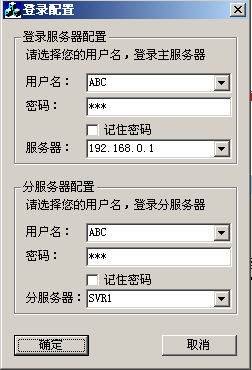 登录配置
登录服务器配置
请选择您的用户名，登录主服务器
用户名： ABC
密码： ***
记住密码
服务器： 192.168.0.1
分服务器配置
请选择您的用户名，登录分服务器
用户名： ABC
密码： ***
记住密码
分服务器： SVR1
确定 取消